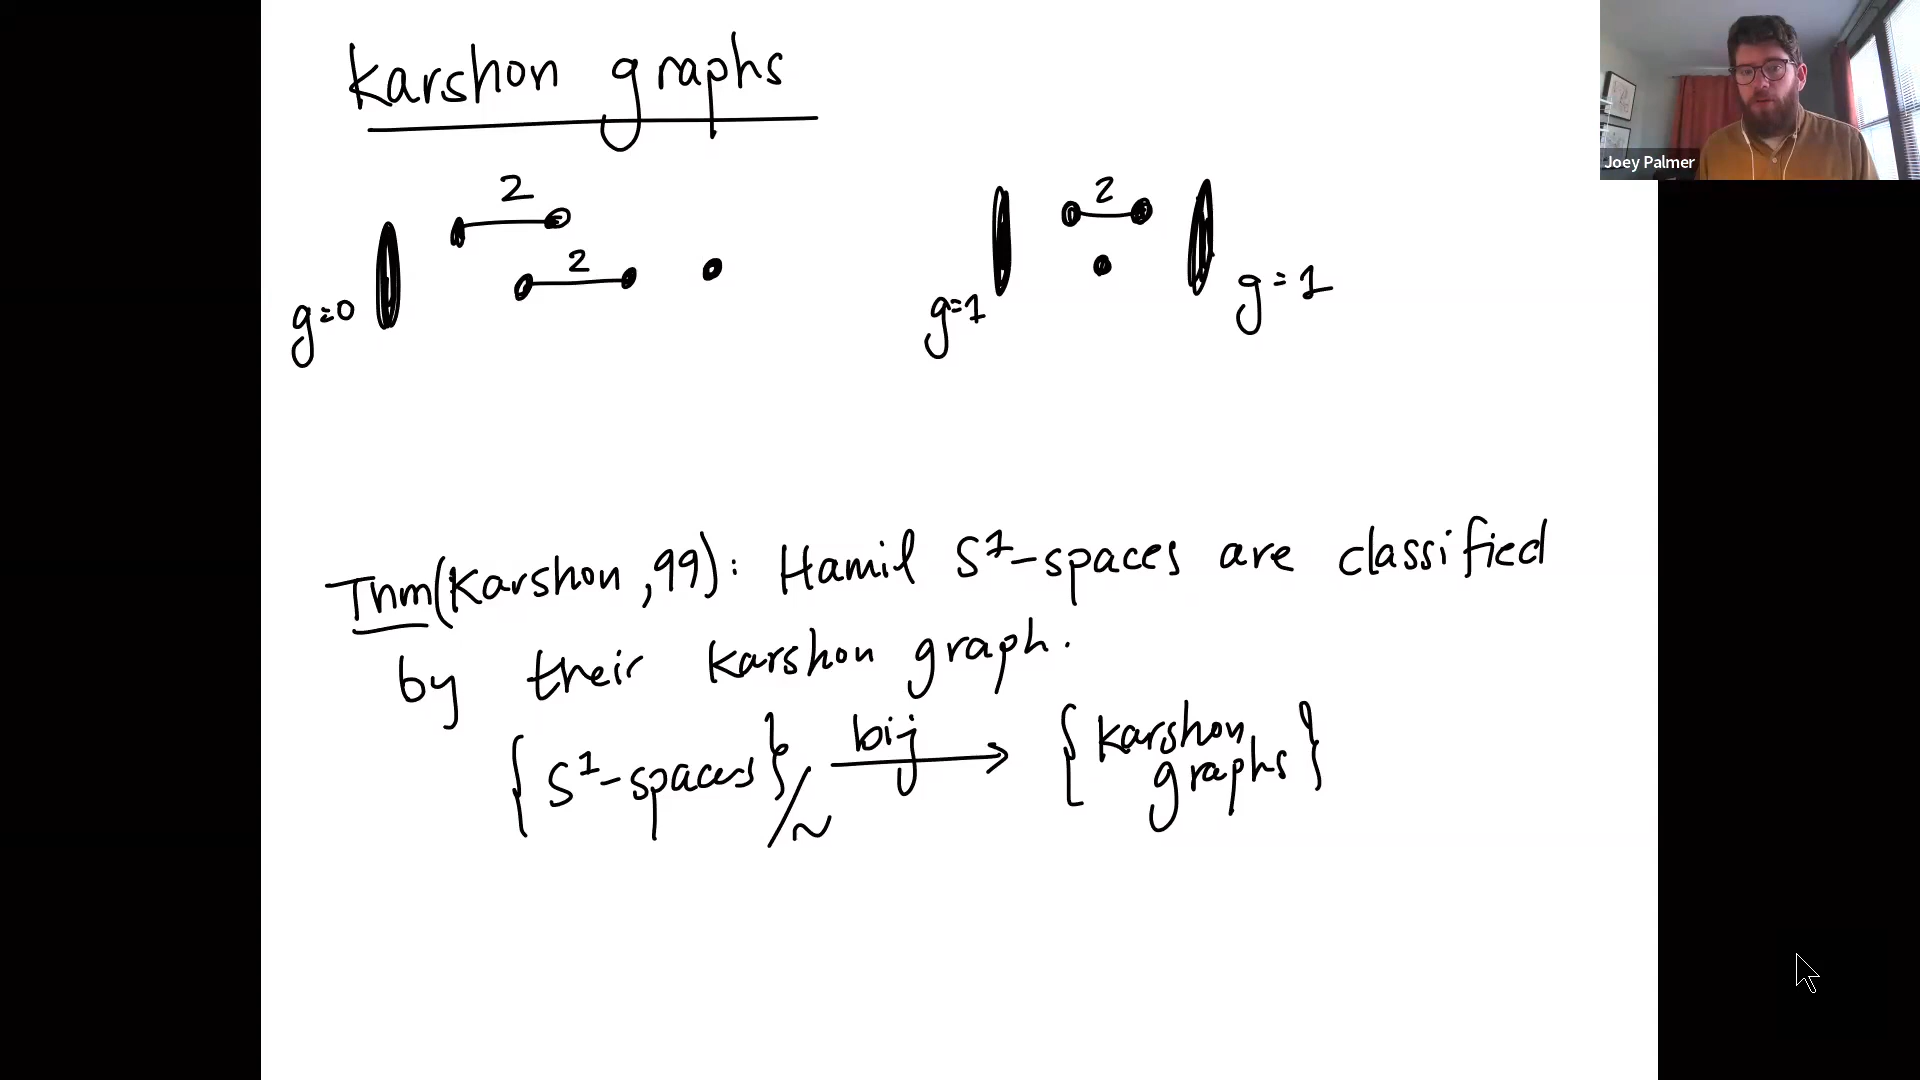 Karshon graphs
2
2
g=0
2
g=1
g=1
Thm(Karshon,99): Hamil S¹-spaces are classified
by their Karshon graph.
{S¹-spaces}/~ bij→ {Karshon graphs}
Joey Palmer